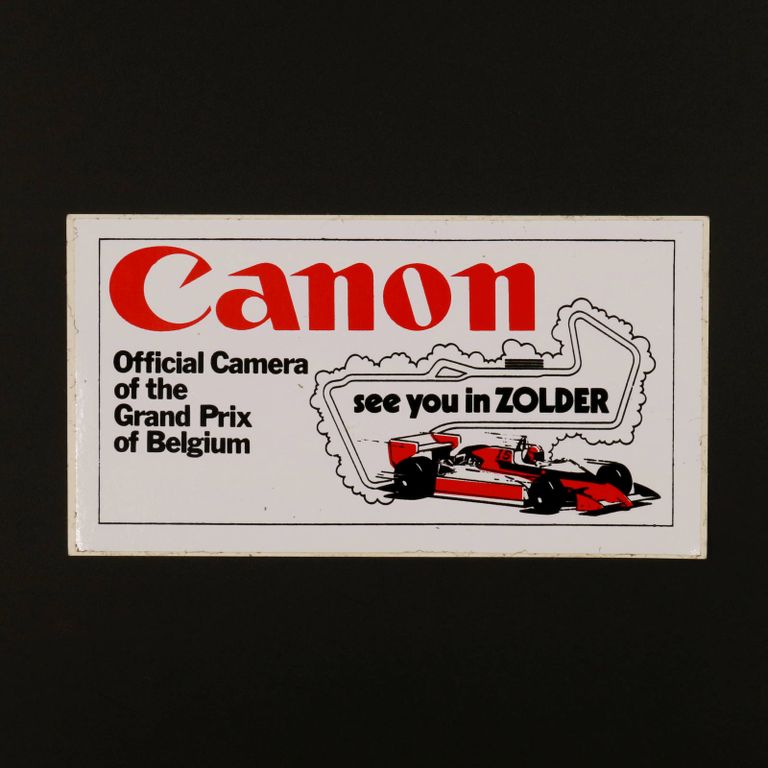 Canon
Official Camera
of the
Grand Prix
of Belgium
see you in ZOLDER